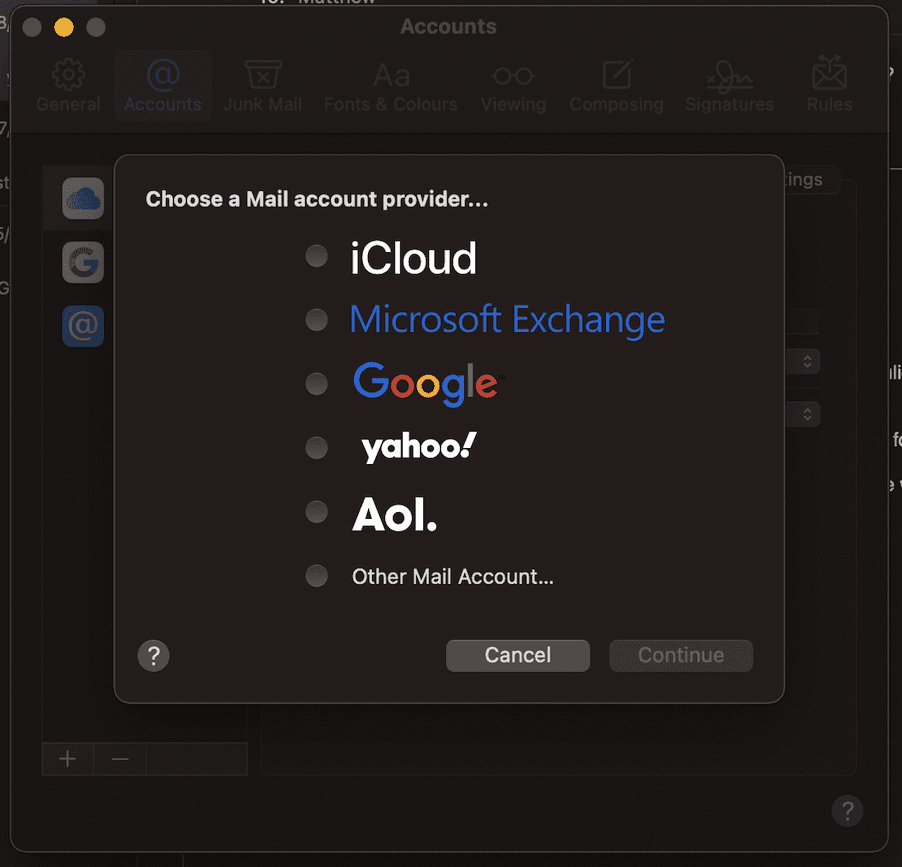 Matthew
Accounts
General
Accounts
Junk Mail
Fonts & Colours
Viewing
Composing
Signatures
Rules
Choose a Mail account provider...
iCloud
Microsoft Exchange
Google
yahoo!
Aol.
Other Mail Account...
?
Cancel
Continue
?